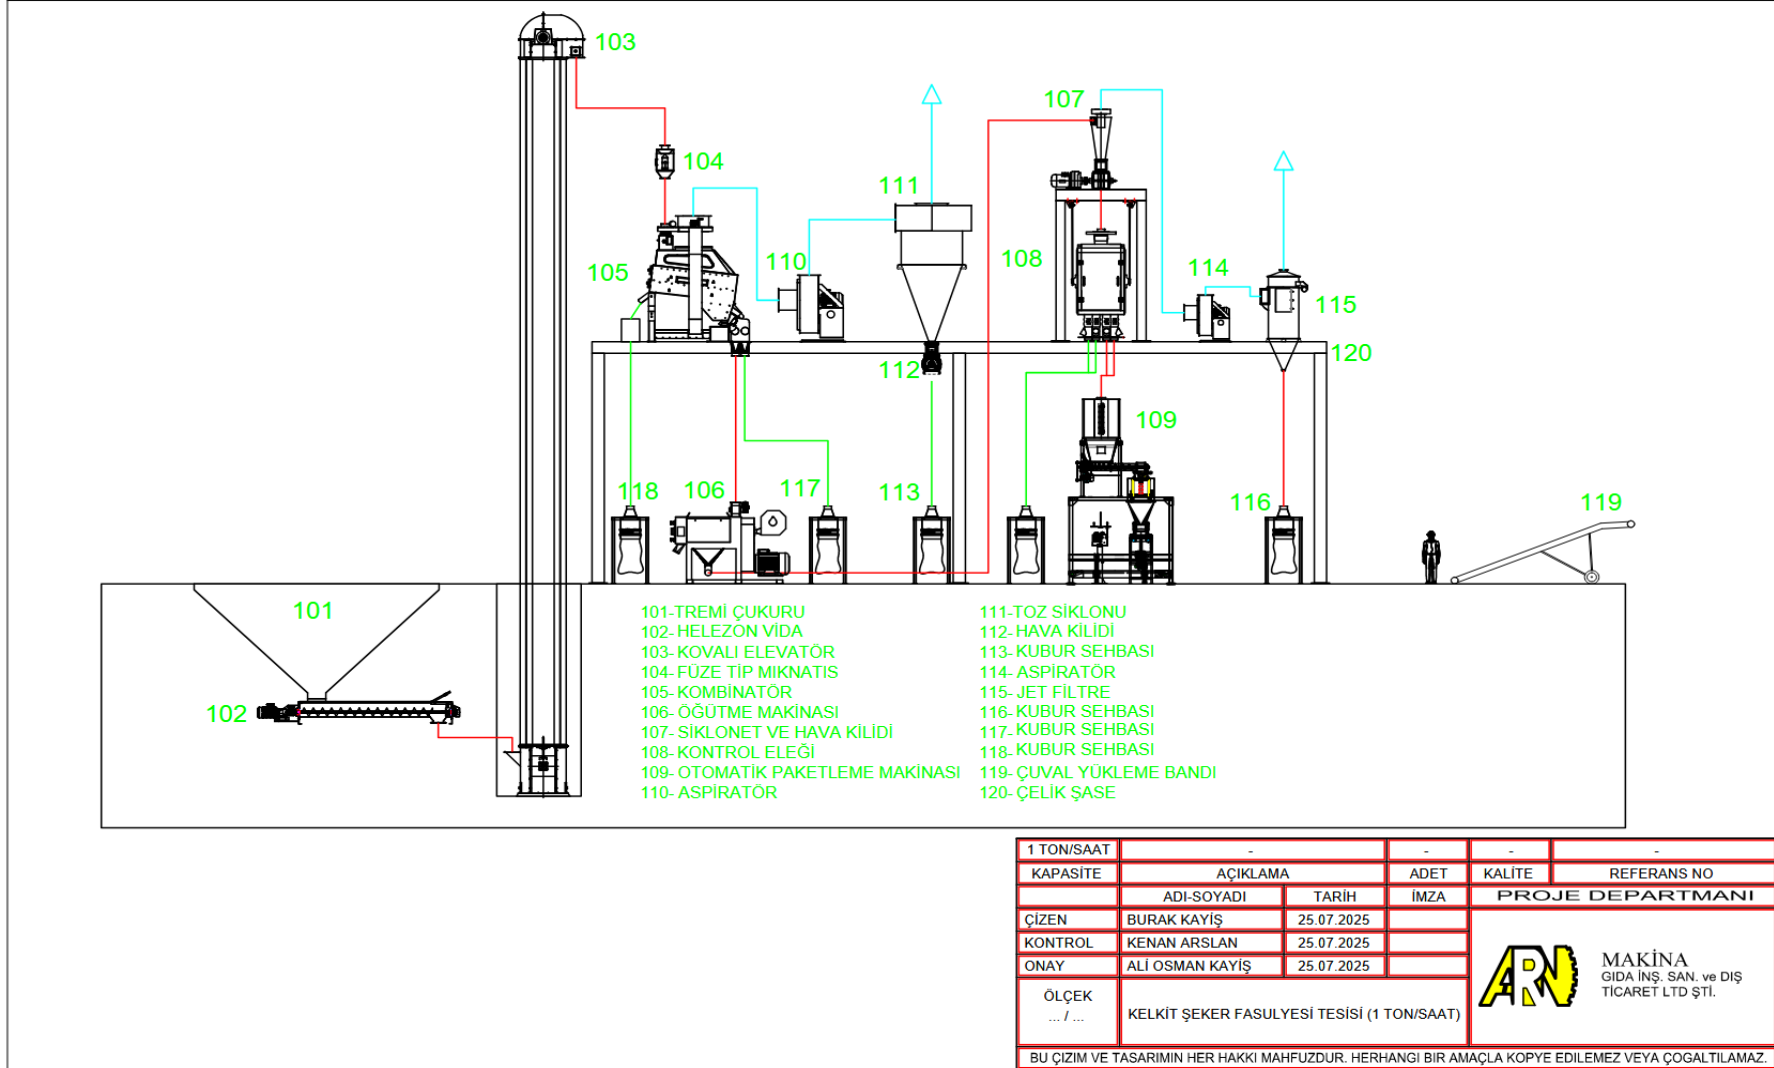 103
107
104
111
105
110
108
114
115
112
120
109
118
106
117
113
116
119
101
102
101-TREMİ ÇUKURU
102- HELEZON VİDA
103- KOVALI ELEVATÖR
104- FÜZE TİP MIKNATIS
105- KOMBİNATÖR
106- ÖĞÜTME MAKİNASI
107- SİKLONET VE HAVA KİLİDİ
108- KONTROL ELEĞİ
109- OTOMATİK PAKETLEME MAKİNASI
110- ASPİRATÖR
111-TOZ SİKLONU
112- HAVA KİLİDİ
113- KUBUR SEHBASI
114- ASPİRATÖR
115- JET FİLTRE
116- KUBUR SEHBASI
117- KUBUR SEHBASI
118- KUBUR SEHBASI
119- ÇUVAL YÜKLEME BANDI
120- ÇELİK ŞASE
1 TON/SAAT - - - -
KAPASİTE AÇIKLAMA ADET KALİTE REFERANS NO
ADI-SOYADI TARİH İMZA PROJE DEPARTMANI
ÇİZEN BURAK KAYİŞ 25.07.2025
KONTROL KENAN ARSLAN 25.07.2025
ONAY ALİ OSMAN KAYİŞ 25.07.2025
ÖLÇEK
... / ...
KELKİT ŞEKER FASULYESİ TESİSİ (1 TON/SAAT)
ARN
MAKİNA
GIDA İNŞ. SAN. ve DIŞ
TİCARET LTD ŞTİ.
BU ÇIZIM VE TASARIMIN HER HAKKI MAHFUZDUR. HERHANGI BIR AMAÇLA KOPYE EDILEMEZ VEYA ÇOGALTILAMAZ.